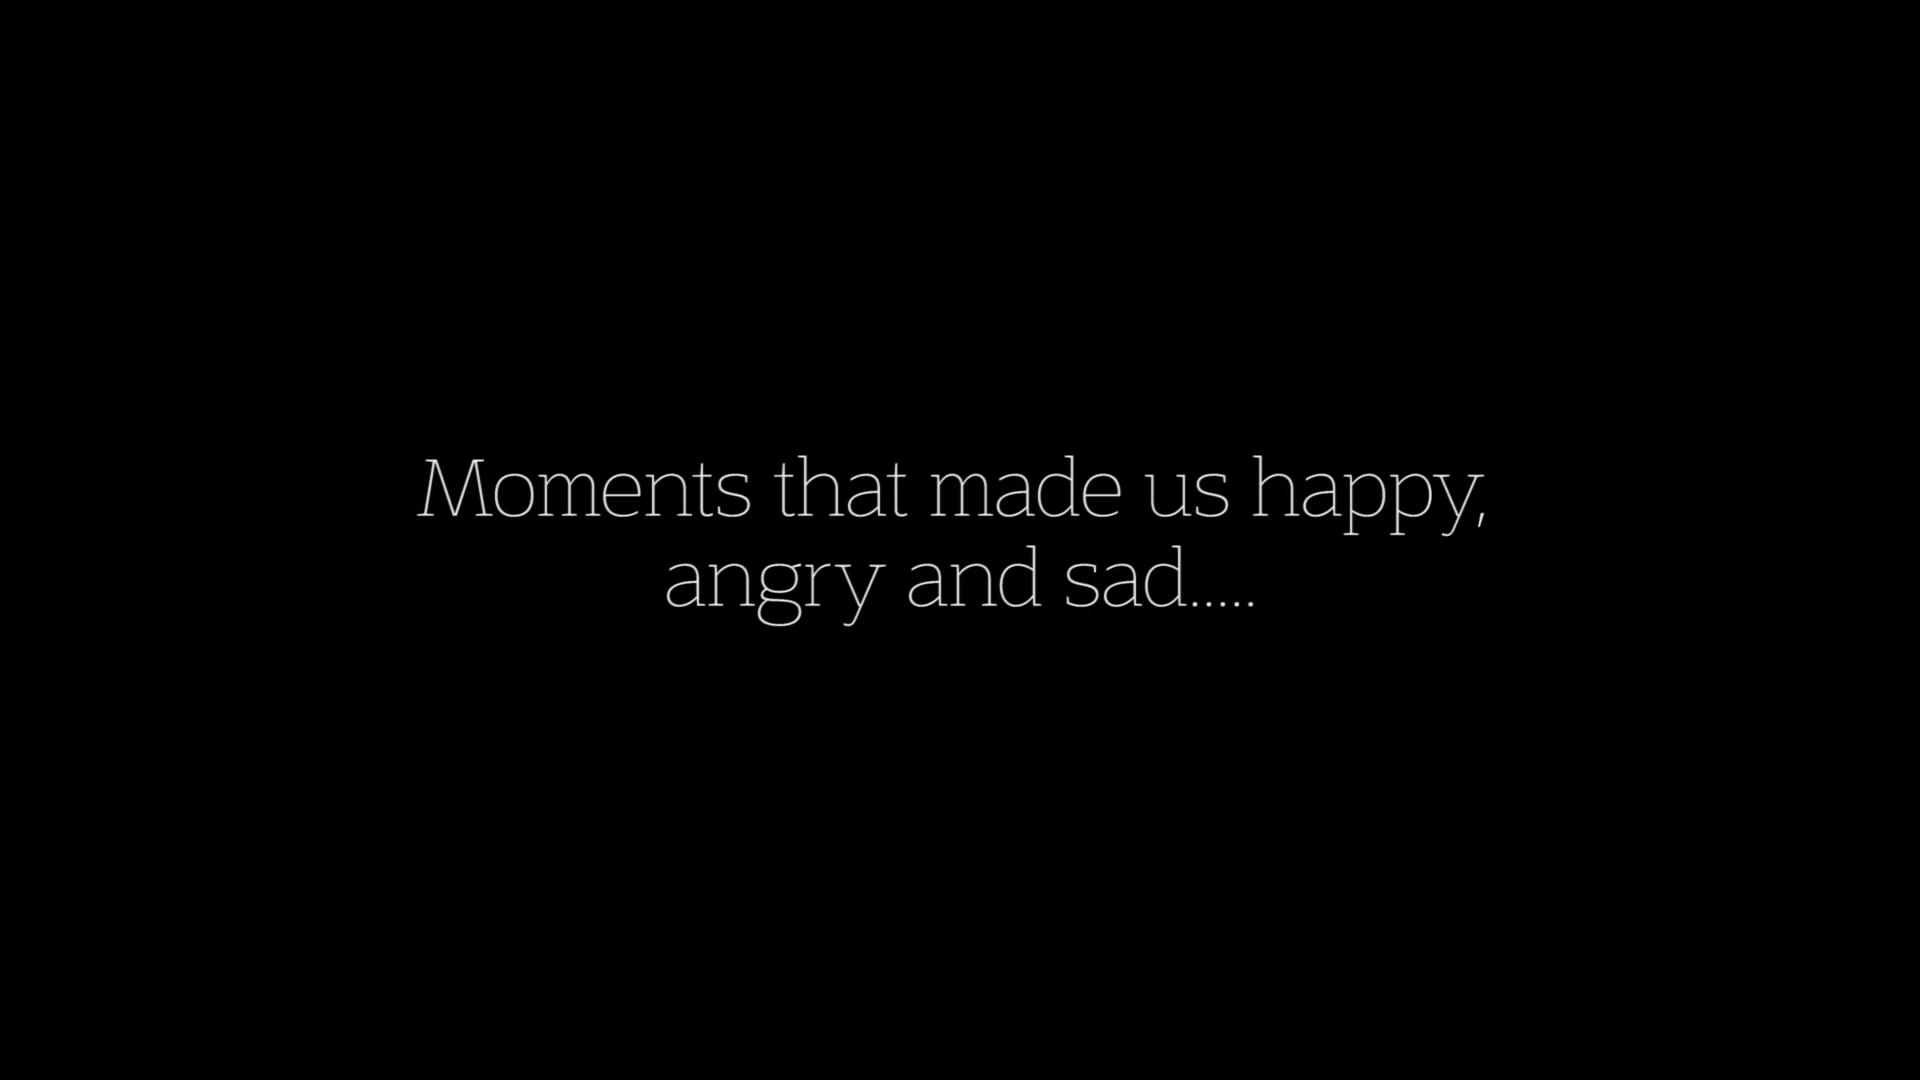 Moments that made us happy,
angry and sad.....